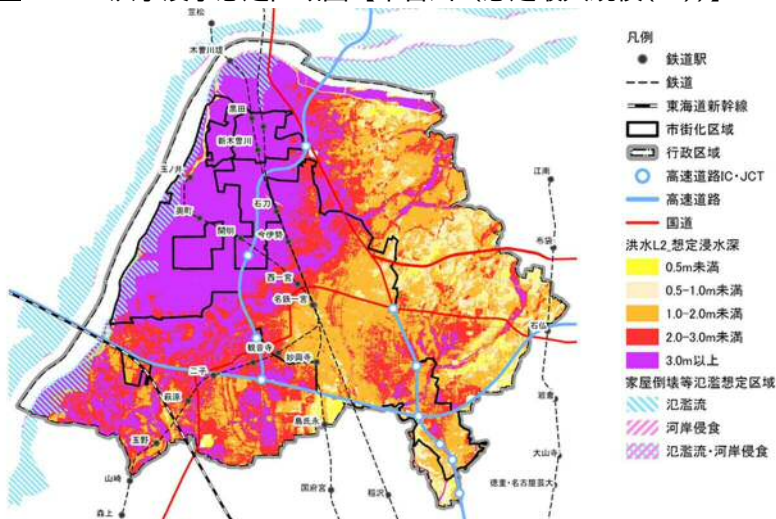 笠松
木曽川堤
黒田
新木曽川
玉ノ井
奥町
石刀
開明
今伊勢
西一宮
名鉄一宮
観音寺
二子
妙興寺
萩原
島氏永
玉野
山崎
森上
国府宮
稲沢
江南
布袋
石仏
岩倉
大山寺
徳重・名古屋芸大
凡例
鉄道駅
鉄道
東海道新幹線
市街化区域
行政区域
高速道路IC・JCT
高速道路
国道
洪水L2_想定浸水深
0.5m未満
0.5-1.0m未満
1.0-2.0m未満
2.0-3.0m未満
3.0m以上
家屋倒壊等氾濫想定区域
氾濫流
河岸侵食
氾濫流・河岸侵食